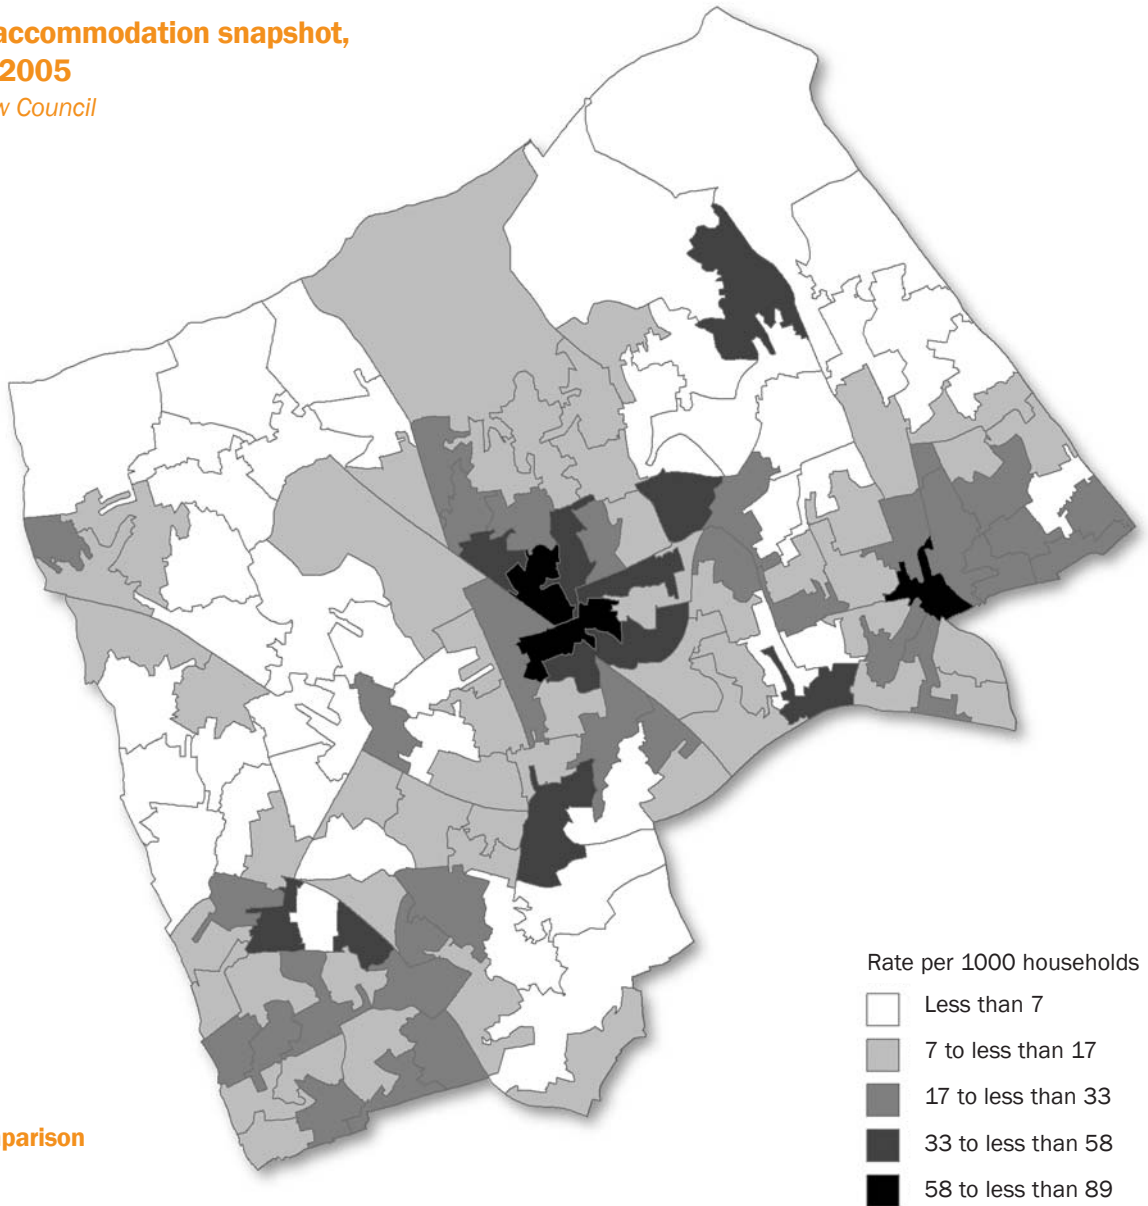 accommodation snapshot,
2005
Council
Rate per 1000 households
Less than 7
7 to less than 17
17 to less than 33
33 to less than 58
58 to less than 89